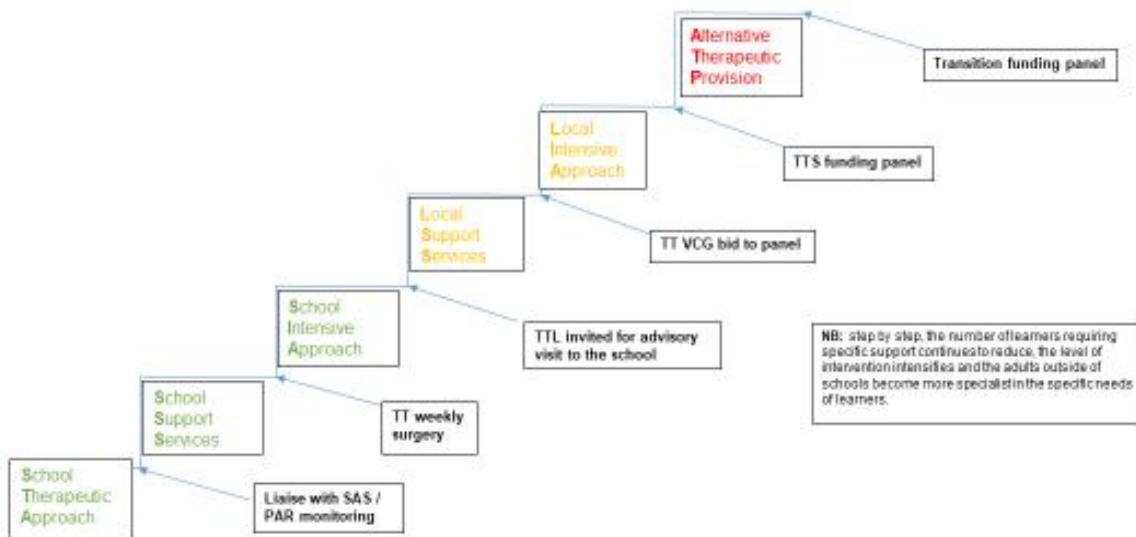 Alternative
Therapeutic
Provision
Transition funding panel
Local
Intensive
Approach
TTS funding panel
Local
Support
Services
TT VCG bid to panel
School
Intensive
Approach
TTL invited for advisory
visit to the school
NB: step by step, the number of learners requiring
specific support continues to reduce, the level of
intervention intensifies and the adults outside of
schools become more specialist in the specific needs
of learners.
School
Support
Services
TT weekly
surgery
School
Therapeutic
Approach
Liaise with SAS /
PAR monitoring